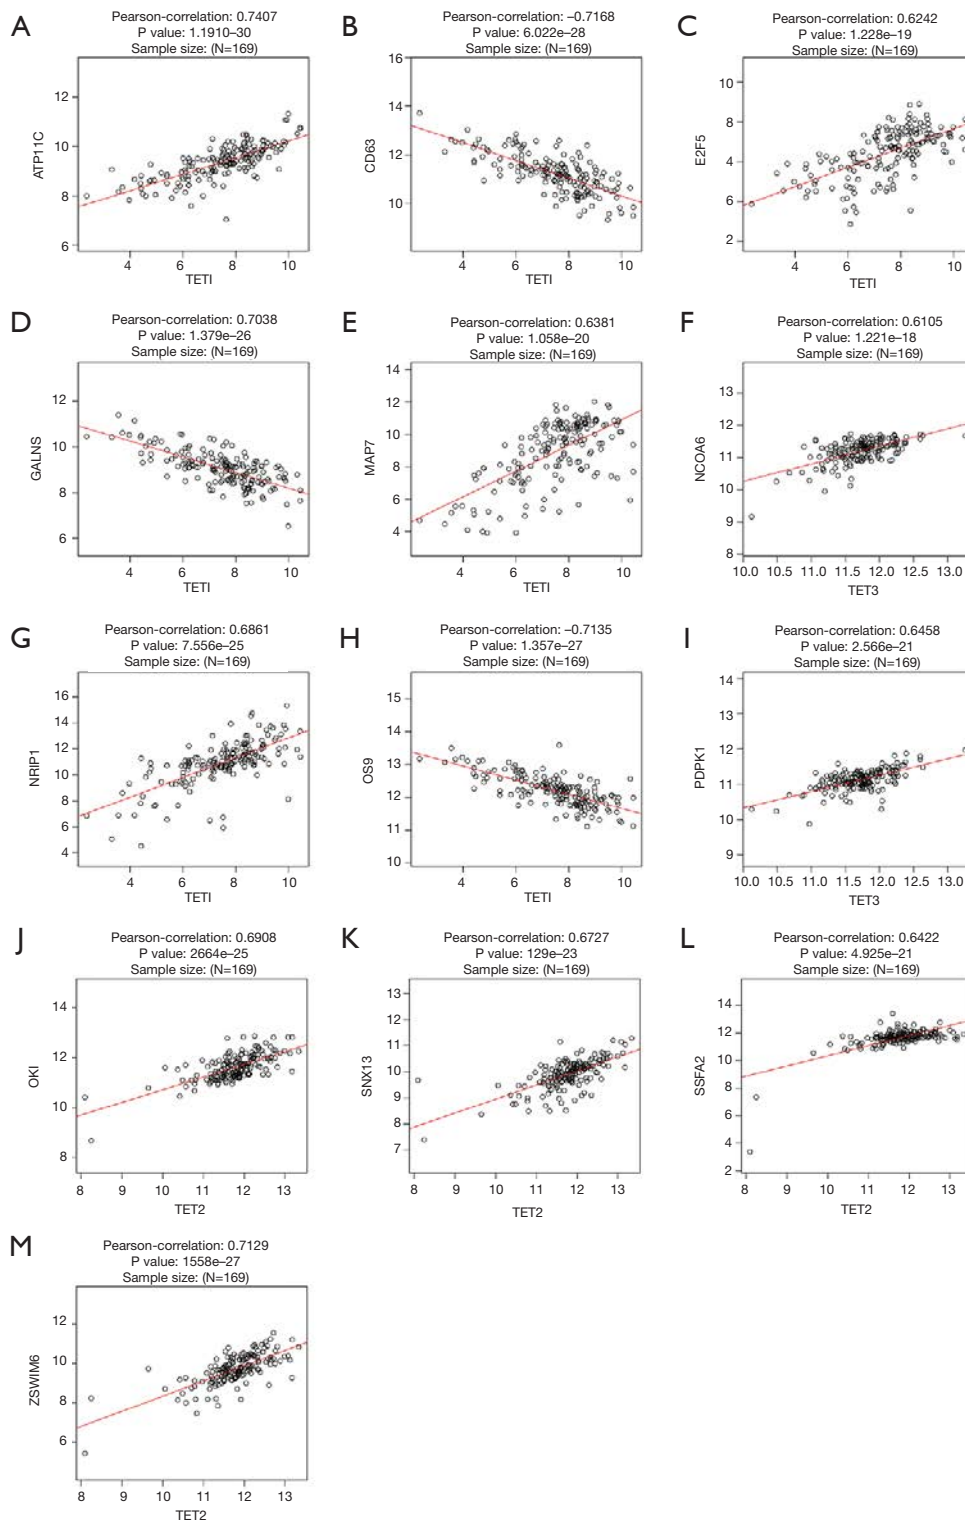 A
Pearson-correlation: 0.7407
P value: 1.1910–30
Sample size: (N=169)
12
10
8
6
ATP11C
4 6 8 10
TETI
B
Pearson-correlation: –0.7168
P value: 6.022e–28
Sample size: (N=169)
16
14
12
10
CD63
4 6 8 10
TETI
C
Pearson-correlation: 0.6242
P value: 1.228e–19
Sample size: (N=169)
10
8
4
6
2
E2F5
4 6 8 10
TETI
D
Pearson-correlation: 0.7038
P value: 1.379e–26
Sample size: (N=169)
12
10
8
6
GALNS
4 6 8 10
TETI
E
Pearson-correlation: 0.6381
P value: 1.058e–20
Sample size: (N=169)
14
12
10
8
6
4
MAP7
4 6 8 10
TETI
F
Pearson-correlation: 0.6105
P value: 1.221e–18
Sample size: (N=169)
13
11
11
10
9
8
NCOA6
10.0 10.5 11.0 11.5 12.0 12.5 13.0
TET3
G
Pearson-correlation: 0.6861
P value: 7.556e–25
Sample size: (N=169)
16
14
12
10
8
6
4
NRIP1
4 6 8 10
TETI
H
Pearson-correlation: –0.7135
P value: 1.357e–27
Sample size: (N=169)
15
14
13
12
11
10
OS9
4 6 8 10
TETI
I
Pearson-correlation: 0.6458
P value: 2.566e–21
Sample size: (N=169)
14
13
12
11
10
9
PDPK1
10.0 10.5 11.0 11.5 12.0 12.5 13.0
TET3
J
Pearson-correlation: 0.6908
P value: 2664e–25
Sample size: (N=169)
14
12
10
8
OKI
8 9 10 11 12 13
TET2
K
Pearson-correlation: 0.6727
P value: 129e–23
Sample size: (N=169)
13
12
11
10
9
8
7
SNX13
8 9 10 11 12 13
TET2
L
Pearson-correlation: 0.6422
P value: 4.925e–21
Sample size: (N=169)
14
12
10
8
6
4
2
SSFA2
8 9 10 11 12 13
TET2
M
Pearson-correlation: 0.7129
P value: 1558e–27
Sample size: (N=169)
12
10
8
6
ZSWIM6
8 9 10 11 12 13
TET2